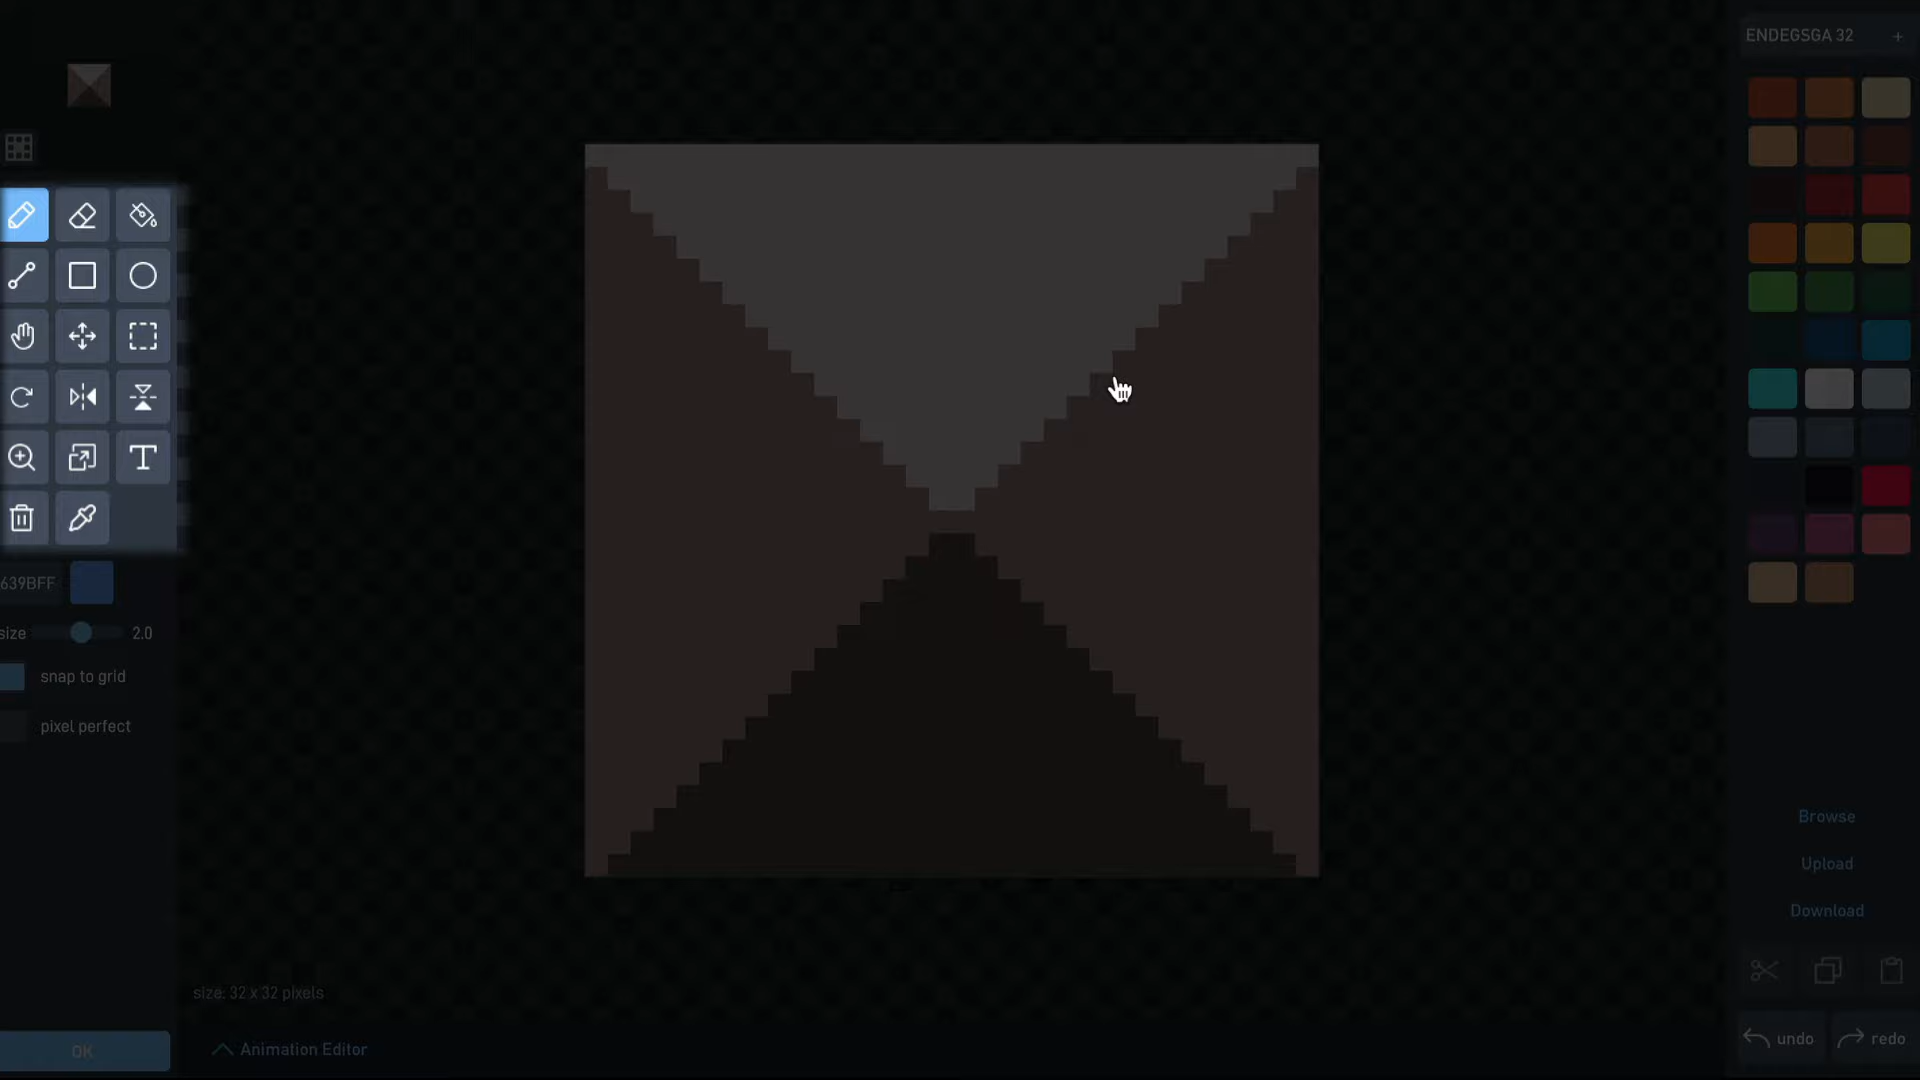 ENDEGSGA 32 +
639BFF
size 2.0
snap to grid
pixel perfect
Browse
Upload
Download
size: 32 x 32 pixels
undo redo
OK
Animation Editor